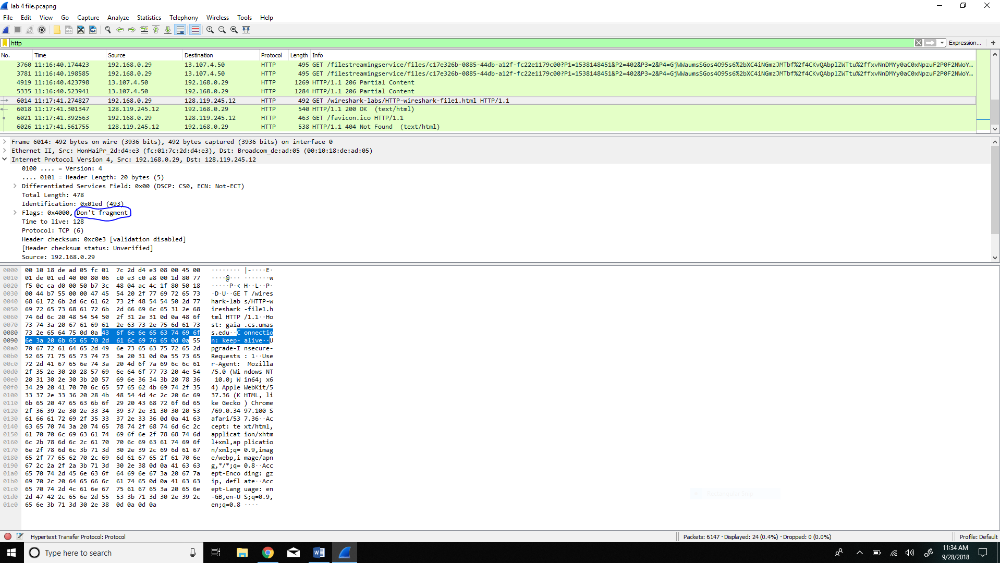 lab 4 file.pcapng
File Edit View Go Capture Analyze Statistics Telephony Wireless Tools Help
http Expression... +
No. Time Source Destination Protocol Length Info
3760 11:16:40.174423 192.168.0.29 13.107.4.50 HTTP 495 GET /filestreamingservice/files/c17e326b-0885-44db-a12f-fc22e1179c00?P1=1538148451&P2=402&P3=2&P4=GjWWaumsSGos4O95s6%2bXC4iNGmzJMTbf%2f4CKvQAbplZWTtu%2ffxvNnDMYy0aC0xNpzuF2P0F2NWoY…
3781 11:16:40.198585 192.168.0.29 13.107.4.50 HTTP 495 GET /filestreamingservice/files/c17e326b-0885-44db-a12f-fc22e1179c00?P1=1538148451&P2=402&P3=2&P4=GjWWaumsSGos4O95s6%2bXC4iNGmzJMTbf%2f4CKvQAbplZWTtu%2ffxvNnDMYy0aC0xNpzuF2P0F2NWoY…
4919 11:16:40.423798 13.107.4.50 192.168.0.29 HTTP 1269 HTTP/1.1 206 Partial Content
5335 11:16:40.523941 13.107.4.50 192.168.0.29 HTTP 1284 HTTP/1.1 206 Partial Content
6014 11:17:41.274827 192.168.0.29 128.119.245.12 HTTP 492 GET /wireshark-labs/HTTP-wireshark-file1.html HTTP/1.1
6018 11:17:41.301347 128.119.245.12 192.168.0.29 HTTP 540 HTTP/1.1 200 OK (text/html)
6021 11:17:41.392563 192.168.0.29 128.119.245.12 HTTP 463 GET /favicon.ico HTTP/1.1
6026 11:17:41.561755 128.119.245.12 192.168.0.29 HTTP 538 HTTP/1.1 404 Not Found (text/html)
Frame 6014: 492 bytes on wire (3936 bits), 492 bytes captured (3936 bits) on interface 0
Ethernet II, Src: HonHaiPr_2d:d4:e3 (fc:01:7c:2d:d4:e3), Dst: Broadcom_de:ad:05 (00:10:18:de:ad:05)
Internet Protocol Version 4, Src: 192.168.0.29, Dst: 128.119.245.12
0100 .... = Version: 4
.... 0101 = Header Length: 20 bytes (5)
Differentiated Services Field: 0x00 (DSCP: CS0, ECN: Not-ECT)
Total Length: 478
Identification: 0x01ed (493)
Flags: 0x4000, Don't fragment
Time to live: 128
Protocol: TCP (6)
Header checksum: 0xc0e3 [validation disabled]
[Header checksum status: Unverified]
Source: 192.168.0.29
0000 00 10 18 de ad 05 fc 01 7c 2d d4 e3 08 00 45 00 ········ |-····E·
0010 01 de 01 ed 40 00 80 06 c0 e3 c0 a8 00 1d 80 77 ····@··· ·······w
0020 f5 0c ca d0 00 50 b7 3c 48 04 ac 4c 1f 80 50 18 ·····P·< H··L··P·
0030 00 44 b7 55 00 00 47 45 54 20 2f 77 69 72 65 73 ·D·U··GE T /wires
0040 68 61 72 6b 2d 6c 61 62 73 2f 48 54 54 50 2d 77 hark-lab s/HTTP-w
0050 69 72 65 73 68 61 72 6b 2d 66 69 6c 65 31 2e 68 ireshark -file1.h
0060 74 6d 6c 20 48 54 54 50 2f 31 2e 31 0d 0a 48 6f tml HTTP /1.1··Ho
0070 73 74 3a 20 67 61 69 61 2e 63 73 2e 75 6d 61 73 st: gaia .cs.umas
0080 73 2e 65 64 75 0d 0a 43 6f 6e 6e 65 63 74 69 6f s.edu··C onnectio
0090 6e 3a 20 6b 65 65 70 2d 61 6c 69 76 65 0d 0a 55 n: keep- alive··U
00a0 70 67 72 61 64 65 2d 49 6e 73 65 63 75 72 65 2d pgrade-I nsecure-
00b0 52 65 71 75 65 73 74 73 3a 20 31 0d 0a 55 73 65 Requests : 1··Use
00c0 72 2d 41 67 65 6e 74 3a 20 4d 6f 7a 69 6c 6c 61 r-Agent: Mozilla
00d0 2f 35 2e 30 20 28 57 69 6e 64 6f 77 73 20 4e 54 /5.0 (Wi ndows NT
00e0 20 31 30 2e 30 3b 20 57 69 6e 36 34 3b 20 78 36 10.0; W in64; x6
00f0 34 29 20 41 70 70 6c 65 57 65 62 4b 69 74 2f 35 4) Apple WebKit/5
0100 33 37 2e 33 36 20 28 4b 48 54 4d 4c 2c 20 6c 69 37.36 (K HTML, li
0110 6b 65 20 47 65 63 6b 6f 29 20 43 68 72 6f 6d 65 ke Gecko ) Chrome
0120 2f 36 39 2e 30 2e 33 34 39 37 2e 31 30 30 20 53 /69.0.34 97.100 S
0130 61 66 61 72 69 2f 35 33 37 2e 33 36 0d 0a 41 63 afari/53 7.36··Ac
0140 63 65 70 74 3a 20 74 65 78 74 2f 68 74 6d 6c 2c cept: te xt/html,
0150 61 70 70 6c 69 63 61 74 69 6f 6e 2f 78 68 74 6d applicat ion/xhtm
0160 6c 2b 78 6d 6c 2c 61 70 70 6c 69 63 61 74 69 6f l+xml,ap plicatio
0170 6e 2f 78 6d 6c 3b 71 3d 30 2e 39 2c 69 6d 61 67 n/xml;q= 0.9,imag
0180 65 2f 77 65 62 70 2c 69 6d 61 67 65 2f 61 70 6e e/webp,i mage/apn
0190 67 2c 2a 2f 2a 3b 71 3d 30 2e 38 0d 0a 41 63 63 g,*/*;q= 0.8··Acc
01a0 65 70 74 2d 45 6e 63 6f 64 69 6e 67 3a 20 67 7a ept-Enco ding: gz
01b0 69 70 2c 20 64 65 66 6c 61 74 65 0d 0a 41 63 63 ip, defl ate··Acc
01c0 65 70 74 2d 4c 61 6e 67 75 61 67 65 3a 20 65 6e ept-Lang uage: en
01d0 2d 47 42 2c 65 6e 2d 55 53 3b 71 3d 30 2e 39 2c -GB,en-U S;q=0.9,
01e0 65 6e 3b 71 3d 30 2e 38 0d 0a 0d 0a en;q=0.8 ····
Rectangular Snip
Hypertext Transfer Protocol: Protocol Packets: 6147 · Displayed: 24 (0.4%) · Dropped: 0 (0.0%) Profile: Default
Type here to search 11:34 AM
9/28/2018